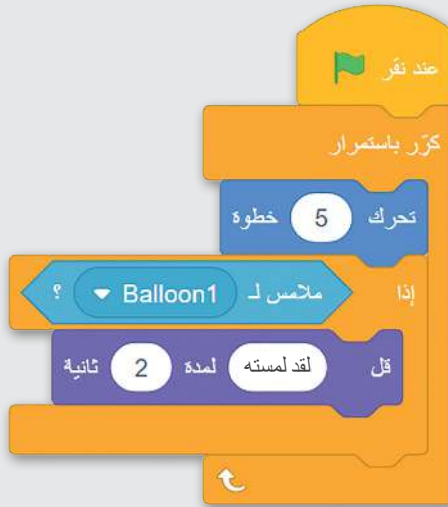 عند نقر
كرّر باستمرار
تحرك 5 خطوة
إذا ملامس لـ Balloon1 ؟
قل لقد لمسته لمدة 2 ثانية